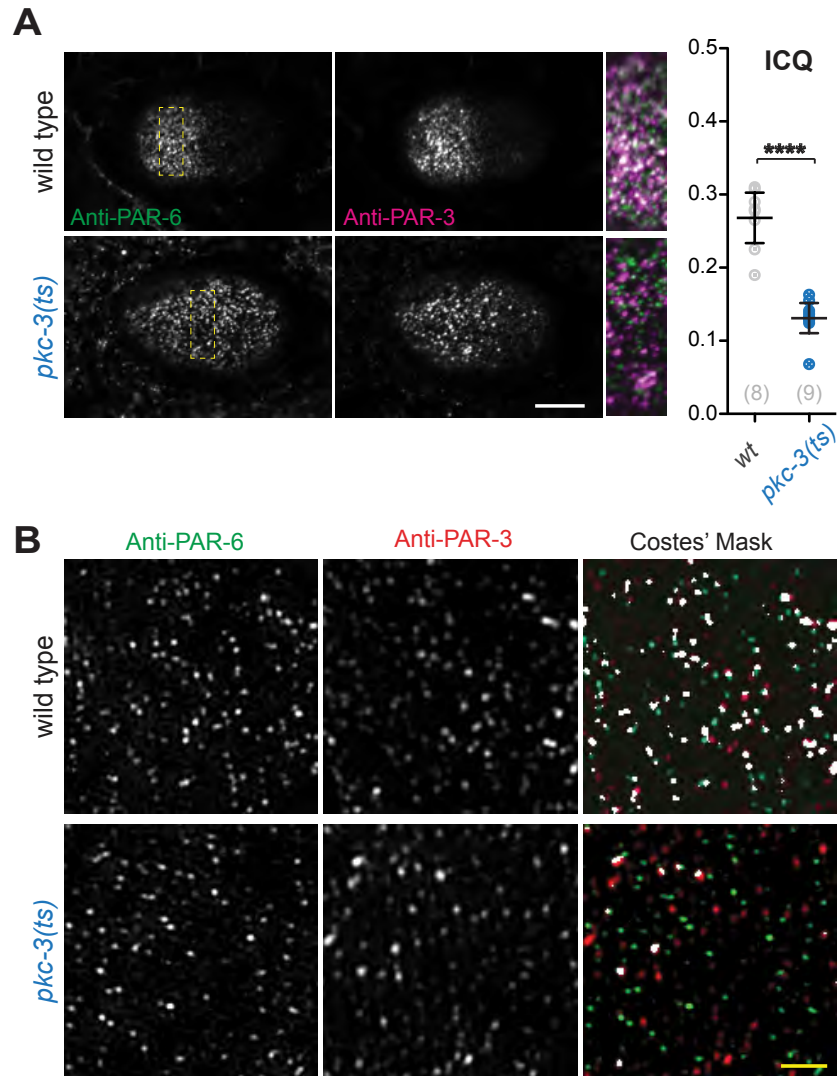 A
wild type
Anti-PAR-6
Anti-PAR-3
pkc-3(ts)
ICQ
****
0.5
0.4
0.3
0.2
0.1
0.0
(8)
(9)
wt
pkc-3(ts)
B
Anti-PAR-6
Anti-PAR-3
Costes' Mask
wild type
pkc-3(ts)